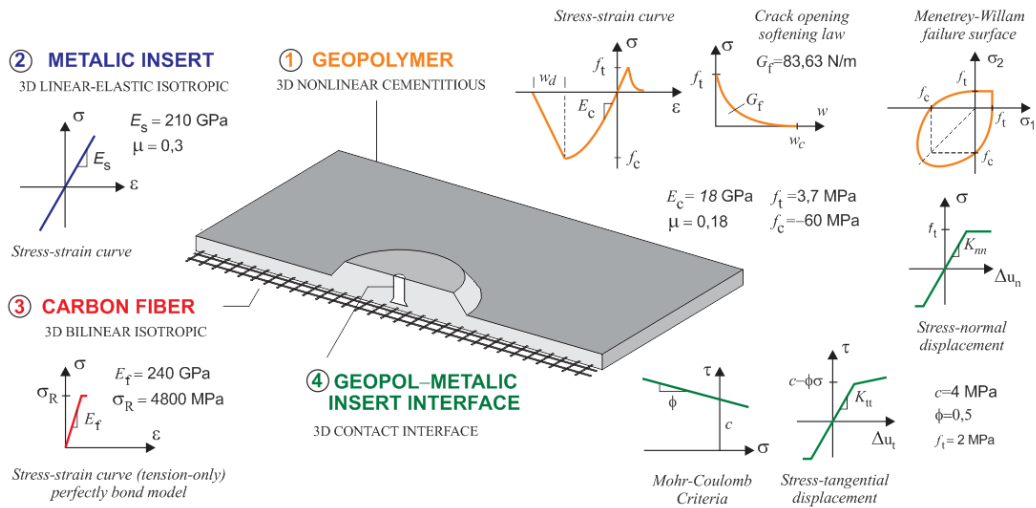 ② METALIC INSERT
3D LINEAR-ELASTIC ISOTROPIC
σ
E_s = 210 GPa
μ = 0,3
E_s
ε
Stress-strain curve
① GEOPOLYMER
3D NONLINEAR CEMENTITIOUS
Stress-strain curve
σ
f_t
w_d
ε
E_c
f_c
Crack opening
softening law
σ
G_f=83,63 N/m
f_t
G_f
w
w_c
Menetrey-Willam
failure surface
σ_2
f_t
f_c
σ_1
f_t
f_c
E_c= 18 GPa
μ = 0,18
f_t=3,7 MPa
f_c=–60 MPa
σ
f_t
K_nn
Δu_n
Stress-normal
displacement
③ CARBON FIBER
3D BILINEAR ISOTROPIC
σ
E_f = 240 GPa
σ_R = 4800 MPa
σ_R
E_f
ε
Stress-strain curve (tension-only)
perfectly bond model
④ GEOPOL–METALIC
INSERT INTERFACE
3D CONTACT INTERFACE
τ
ϕ
c
σ
Mohr-Coulomb
Criteria
τ
c–ϕσ
K_tt
Δu_t
Stress-tangential
displacement
c=4 MPa
ϕ=0,5
f_t= 2 MPa